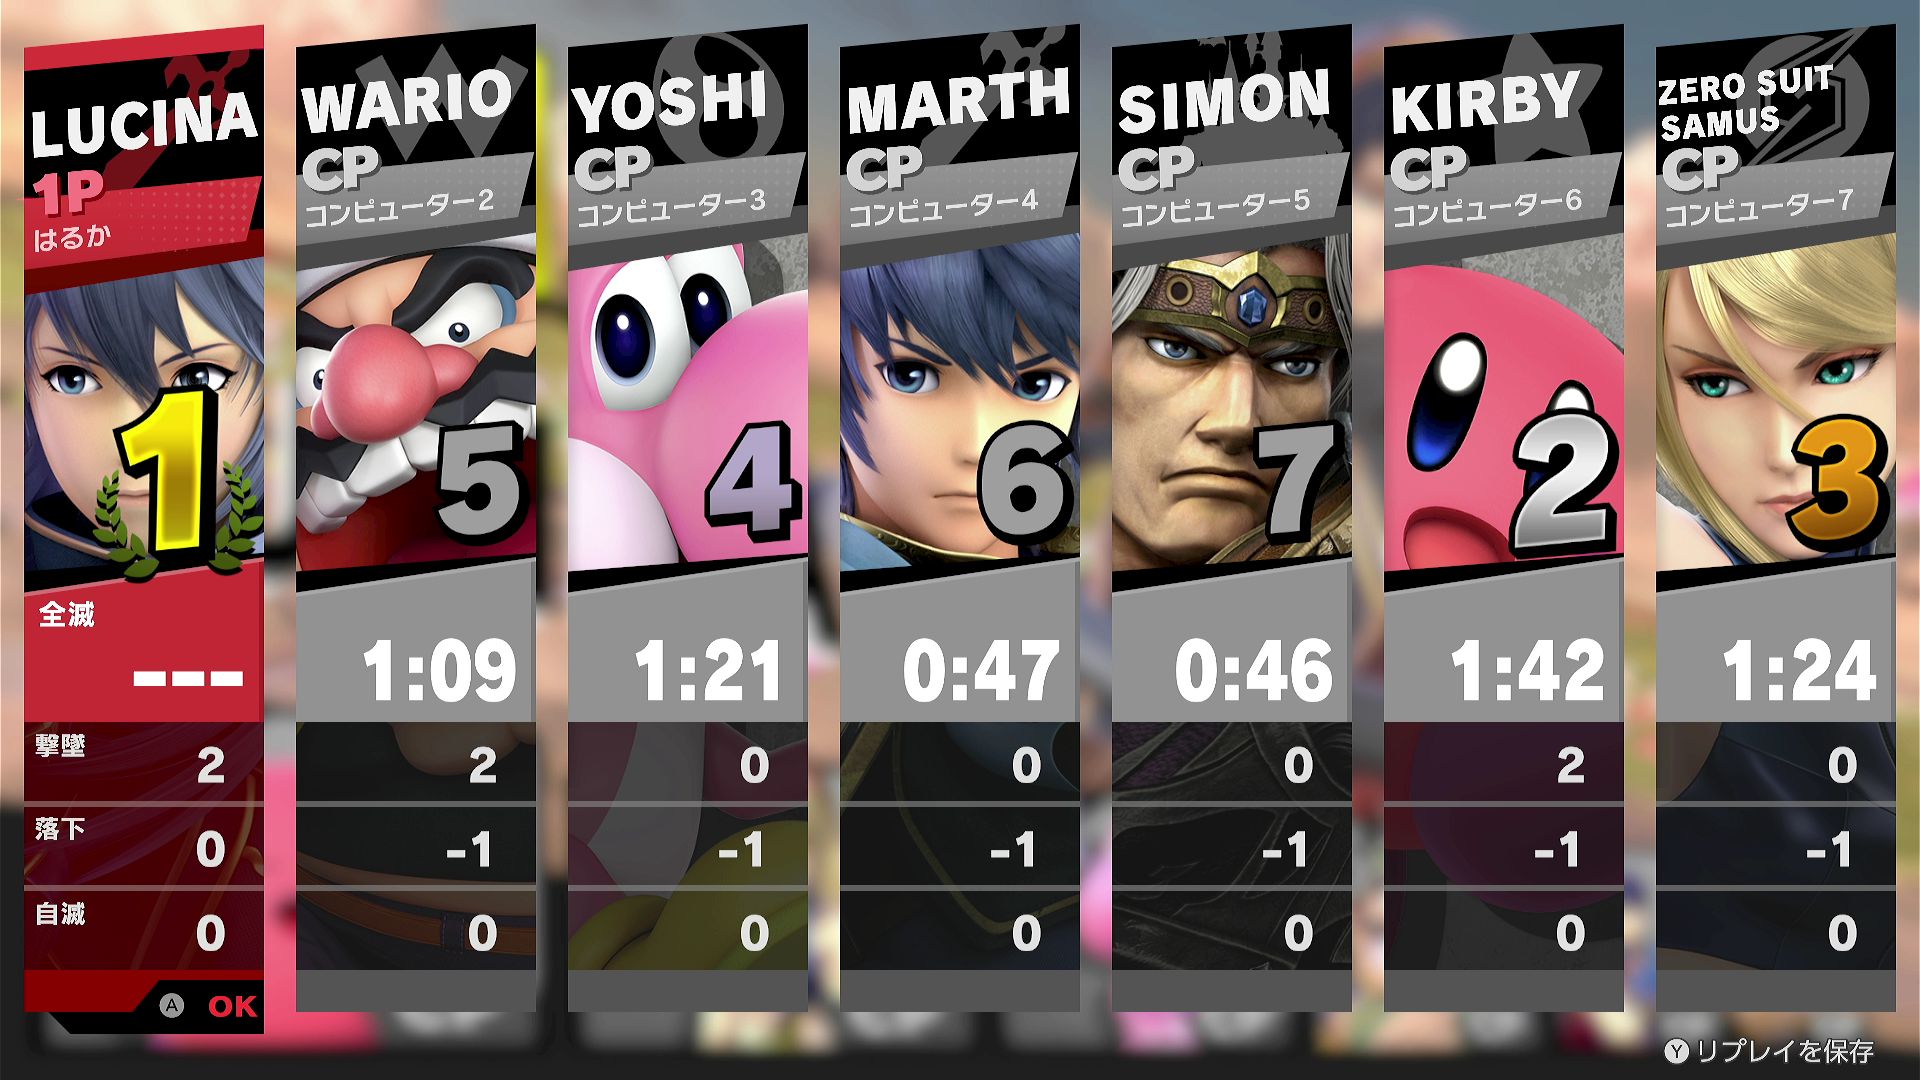 LUCINA
1P
はるか
1
全滅
---
撃墜
2
落下
0
自滅
0
A OK
WARIO
CP
コンピューター2
5
1:09
2
-1
0
YOSHI
CP
コンピューター3
4
1:21
0
-1
0
MARTH
CP
コンピューター4
6
0:47
0
-1
0
SIMON
CP
コンピューター5
7
0:46
0
-1
0
KIRBY
CP
コンピューター6
2
1:42
2
-1
0
ZERO SUIT
SAMUS
CP
コンピューター7
3
1:24
0
-1
0
Y リプレイを保存